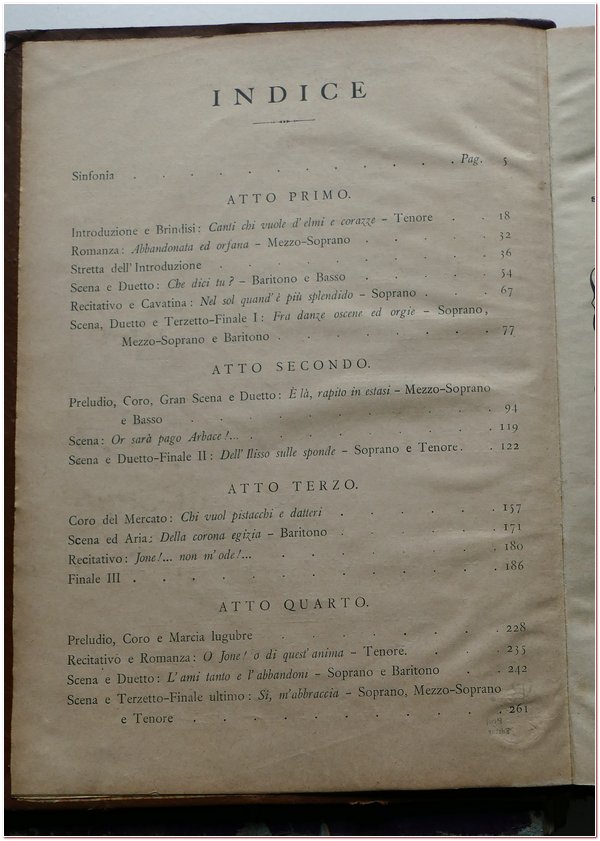 INDICE
Sinfonia . . . . . . . . . . . Pag. 5
ATTO PRIMO.
Introduzione e Brindisi: Canti chi vuole d'elmi e corazze – Tenore . . 18
Romanza: Abbandonata ed orfana – Mezzo-Soprano . . . . 32
Stretta dell'Introduzione . . . . . . . . 36
Scena e Duetto: Che dici tu? – Baritono e Basso . . . . 54
Recitativo e Cavatina: Nel sol quand'è più splendido – Soprano . . . 67
Scena, Duetto e Terzetto-Finale I: Fra danze oscene ed orgie – Soprano,
Mezzo-Soprano e Baritono . . . . . . . 77
ATTO SECONDO.
Preludio, Coro, Gran Scena e Duetto: È là, rapito in estasi – Mezzo-Soprano
e Basso . . . . . . . . . 94
Scena: Or sarà pago Arbace!... . . . . . . . 119
Scena e Duetto-Finale II: Dell'Ilisso sulle sponde – Soprano e Tenore. . 122
ATTO TERZO.
Coro del Mercato: Chi vuol pistacchi e datteri . . . . . 157
Scena ed Aria: Della corona egizia – Baritono . . . . . 171
Recitativo: Jone!... non m'ode!... . . . . . . . 180
Finale III . . . . . . . . . . . 186
ATTO QUARTO.
Preludio, Coro e Marcia lugubre . . . . . . 228
Recitativo e Romanza: O Jone! o di quest'anima – Tenore. . . . 235
Scena e Duetto: L'ami tanto e l'abbandoni – Soprano e Baritono . . 242
Scena e Terzetto-Finale ultimo: Sì, m'abbraccia – Soprano, Mezzo-Soprano
e Tenore . . . . . . . . . 261